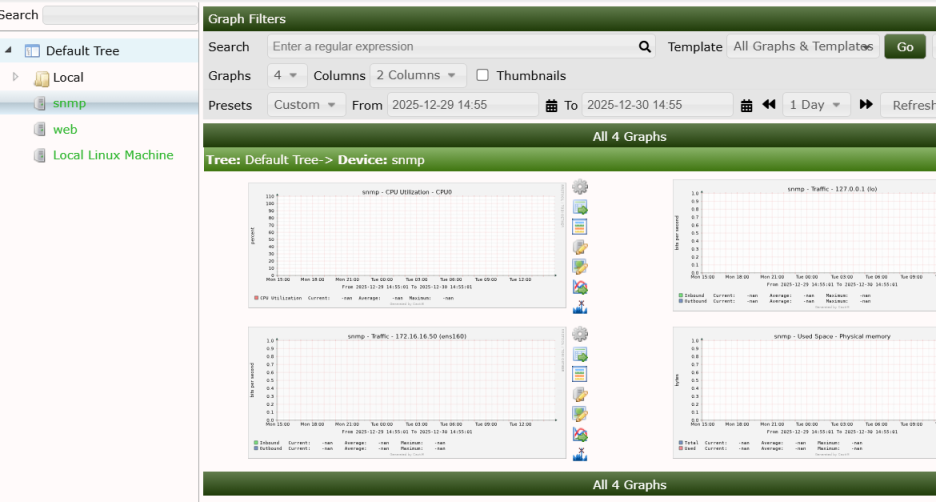 Search
Default Tree
Local
snmp
web
Local Linux Machine
Graph Filters
Search Enter a regular expression Template All Graphs & Templates Go
Graphs 4 Columns 2 Columns Thumbnails
Presets Custom From 2025-12-29 14:55 To 2025-12-30 14:55 1 Day Refresh
All 4 Graphs
Tree: Default Tree-> Device: snmp
snmp - CPU Utilization - CPU0
percent
110
100
90
80
70
60
50
40
30
20
10
0
Mon 15:00 Mon 18:00 Mon 21:00 Tue 00:00 Tue 03:00 Tue 06:00 Tue 09:00 Tue 12:00
From 2025-12-29 14:55:01 To 2025-12-30 14:55:01
CPU Utilization Current: -nan Average: -nan Maximum: -nan
snmp - Traffic - 127.0.0.1 (lo)
bits per second
1.0
0.9
0.8
0.7
0.6
0.5
0.4
0.3
0.2
0.1
0.0
Mon 15:00 Mon 18:00 Mon 21:00 Tue 00:00 Tue 03:00 Tue 06:00 Tue 09:00
From 2025-12-29 14:55:01 To 2025-12-30 14:55:01
Inbound Current: -nan Average: -nan Maximum: -nan
Outbound Current: -nan Average: -nan Maximum: -nan
snmp - Traffic - 172.16.16.50 (ens160)
bits per second
1.0
0.9
0.8
0.7
0.6
0.5
0.4
0.3
0.2
0.1
0.0
Mon 15:00 Mon 18:00 Mon 21:00 Tue 00:00 Tue 03:00 Tue 06:00 Tue 09:00 Tue 12:00
From 2025-12-29 14:55:01 To 2025-12-30 14:55:01
Inbound Current: -nan Average: -nan Maximum: -nan
Outbound Current: -nan Average: -nan Maximum: -nan
snmp - Used Space - Physical memory
bytes
1.0
0.9
0.8
0.7
0.6
0.5
0.4
0.3
0.2
0.1
0.0
Mon 15:00 Mon 18:00 Mon 21:00 Tue 00:00 Tue 03:00 Tue 06:00 Tue 09:00
From 2025-12-29 14:55:01 To 2025-12-30 14:55:01
Total Current: -nan Average: -nan Maximum: -nan
Used Current: -nan Average: -nan Maximum: -nan
All 4 Graphs